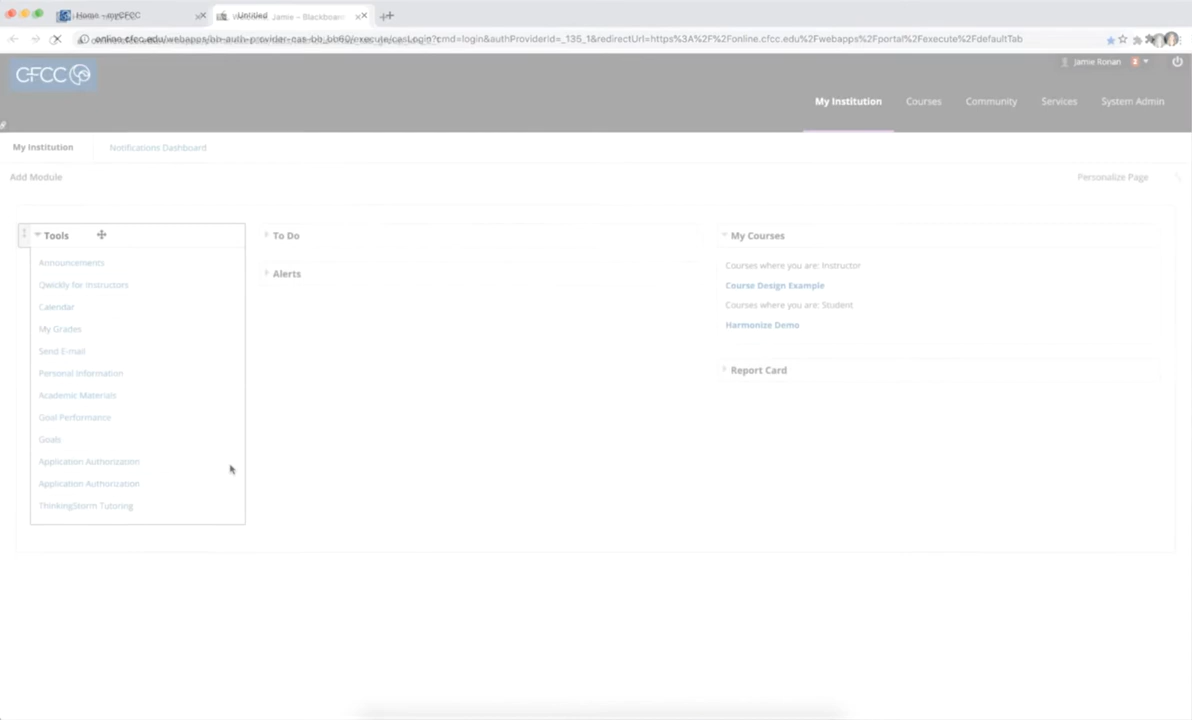 Home - myCFCC
Untitled Welcome, Jamie – Blackboard
online.cfcc.edu/webapps/bb-auth-provider-cas-bb_bb60/execute/casLogin?cmd=login&authProviderId=_135_1&redirectUrl=https%3A%2F%2Fonline.cfcc.edu%2Fwebapps%2Fportal%2Fexecute%2FdefaultTab
CFCC
Jamie Ronan 2
My Institution Courses Community Services System Admin
My Institution Notifications Dashboard
Add Module Personalize Page
Tools
Announcements
Qwickly for Instructors
Calendar
My Grades
Send E-mail
Personal Information
Academic Materials
Goal Performance
Goals
Application Authorization
Application Authorization
ThinkingStorm Tutoring
To Do
Alerts
My Courses
Courses where you are: Instructor
Course Design Example
Courses where you are: Student
Harmonize Demo
Report Card